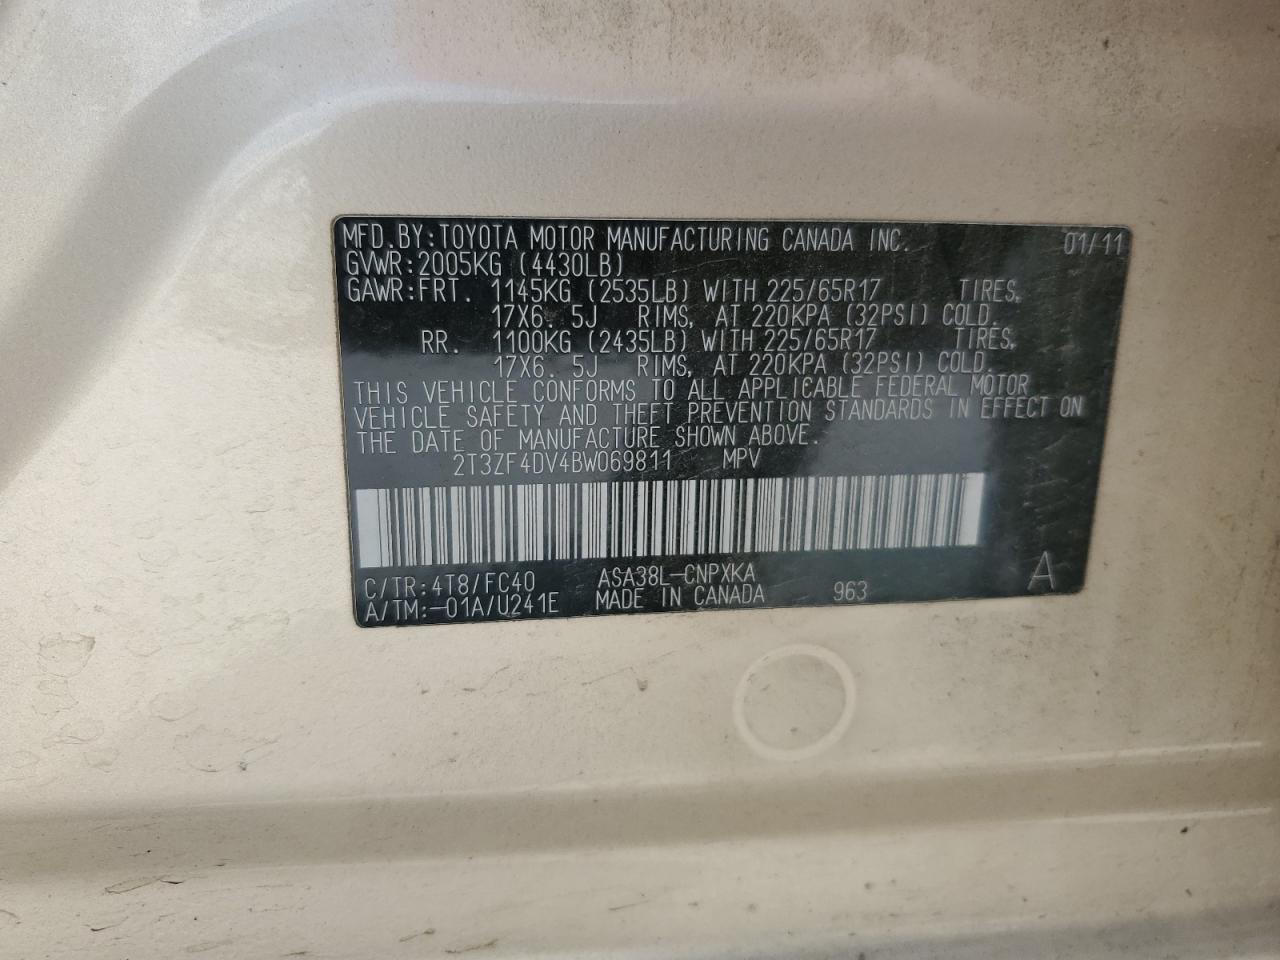 MFD.BY:TOYOTA MOTOR MANUFACTURING CANADA INC. 01/11
GVWR:2005KG (4430LB)
GAWR:FRT. 1145KG (2535LB) WITH 225/65R17 TIRES,
17X6. 5J RIMS, AT 220KPA (32PSI) COLD.
RR. 1100KG (2435LB) WITH 225/65R17 TIRES,
17X6. 5J RIMS, AT 220KPA (32PSI) COLD.
THIS VEHICLE CONFORMS TO ALL APPLICABLE FEDERAL MOTOR
VEHICLE SAFETY AND THEFT PREVENTION STANDARDS IN EFFECT ON
THE DATE OF MANUFACTURE SHOWN ABOVE.
2T3ZF4DV4BW069811 MPV
C/TR:4T8/FC40 ASA38L-CNPXKA
A/TM:-01A/U241E MADE IN CANADA 963 A